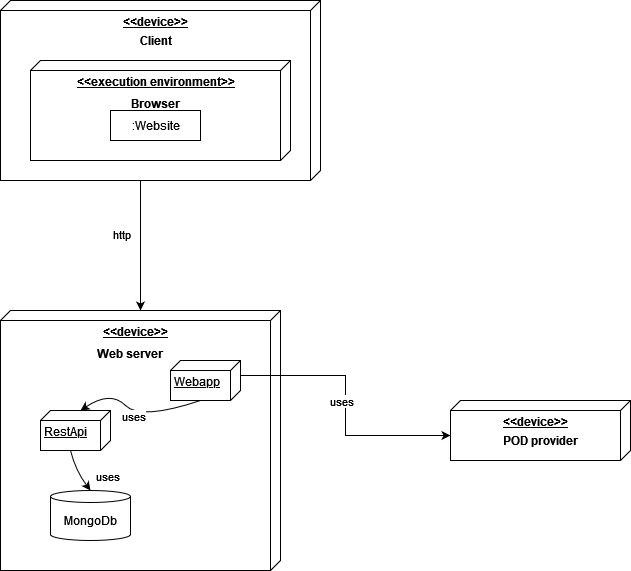 <<device>>
Client
<<execution environment>>
Browser
:Website
http
<<device>>
Web server
Webapp
uses
uses
RestApi
<<device>>
POD provider
uses
MongoDb